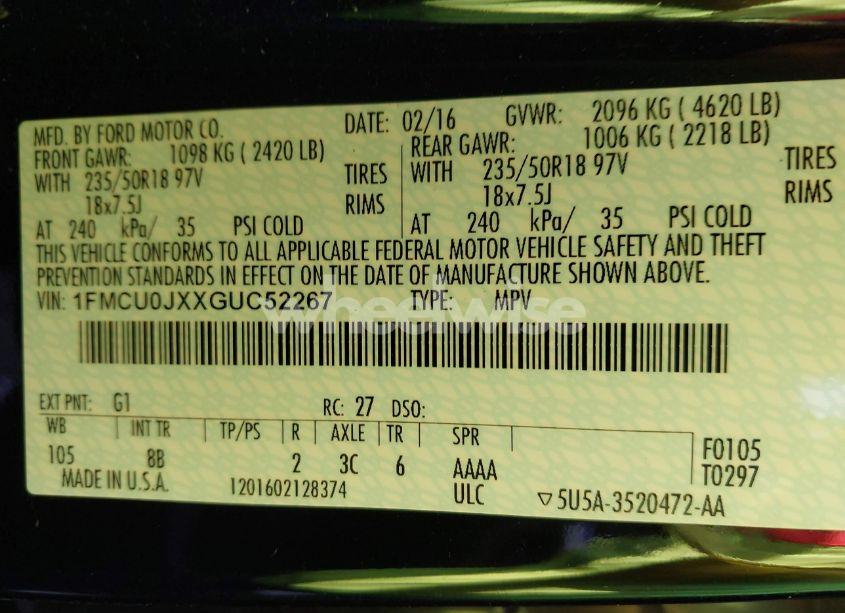 MFD. BY FORD MOTOR CO. DATE: 02/16 GVWR: 2096 KG ( 4620 LB)
FRONT GAWR: 1098 KG ( 2420 LB) REAR GAWR: 1006 KG ( 2218 LB)
WITH 235/50R18 97V TIRES WITH 235/50R18 97V TIRES
18x7.5J RIMS 18x7.5J RIMS
AT 240 kPa/ 35 PSI COLD AT 240 kPa/ 35 PSI COLD
THIS VEHICLE CONFORMS TO ALL APPLICABLE FEDERAL MOTOR VEHICLE SAFETY AND THEFT
PREVENTION STANDARDS IN EFFECT ON THE DATE OF MANUFACTURE SHOWN ABOVE.
VIN: 1FMCU0JXXGUC52267 TYPE: MPV
wheelwise
EXT PNT: G1 RC: 27 DSO:
WB INT TR TP/PS R AXLE TR SPR F0105
105 8B 2 3C 6 AAAA T0297
MADE IN U.S.A. 1201602128374 ULC ▽5U5A-3520472-AA